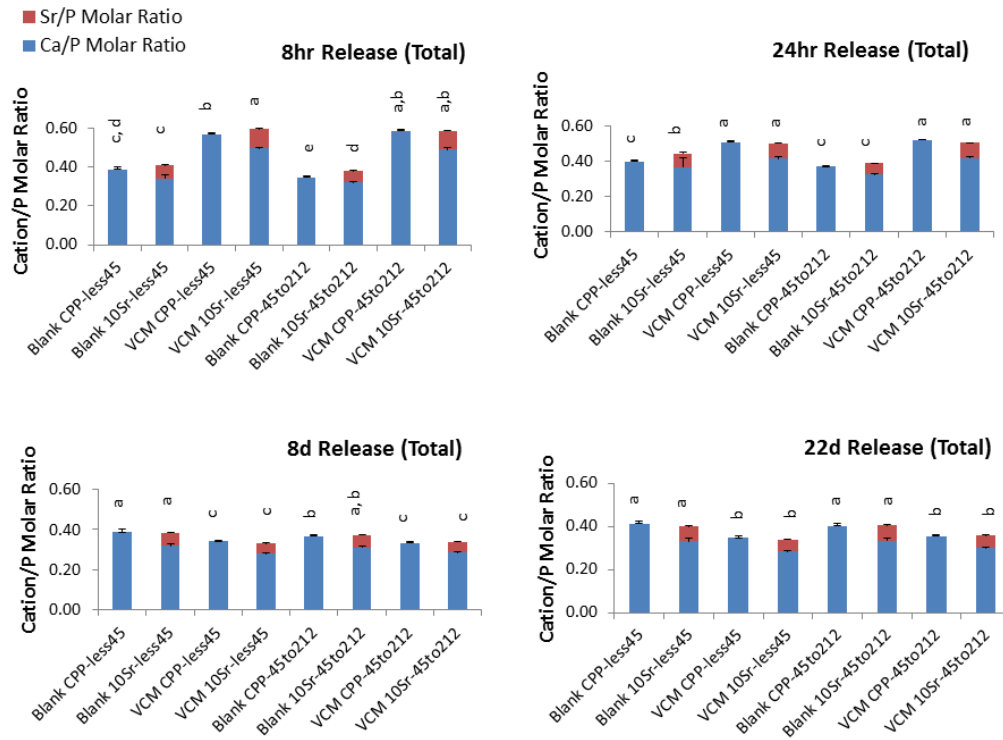 Sr/P Molar Ratio
Ca/P Molar Ratio
8hr Release (Total)
Cation/P Molar Ratio
0.60
0.40
0.20
0.00
c, d
c
b
a
e
d
a,b
a,b
Blank CPP-less45
Blank 10Sr-less45
VCM CPP-less45
VCM 10Sr-less45
Blank CPP-45to212
Blank 10Sr-45to212
VCM CPP-45to212
VCM 10Sr-45to212
24hr Release (Total)
Cation/P Molar Ratio
0.60
0.40
0.20
0.00
c
b
a
a
c
c
a
a
Blank CPP-less45
Blank 10Sr-less45
VCM CPP-less45
VCM 10Sr-less45
Blank CPP-45to212
Blank 10Sr-45to212
VCM CPP-45to212
VCM 10Sr-45to212
8d Release (Total)
Cation/P Molar Ratio
0.60
0.40
0.20
0.00
a
a
c
c
b
a, b
c
c
Blank CPP-less45
Blank 10Sr-less45
VCM CPP-less45
VCM 10Sr-less45
Blank CPP-45to212
Blank 10Sr-45to212
VCM CPP-45to212
VCM 10Sr-45to212
22d Release (Total)
Cation/P Molar Ratio
0.60
0.40
0.20
0.00
a
a
b
b
a
a
b
b
Blank CPP-less45
Blank 10Sr-less45
VCM CPP-less45
VCM 10Sr-less45
Blank CPP-45to212
Blank 10Sr-45to212
VCM CPP-45to212
VCM 10Sr-45to212